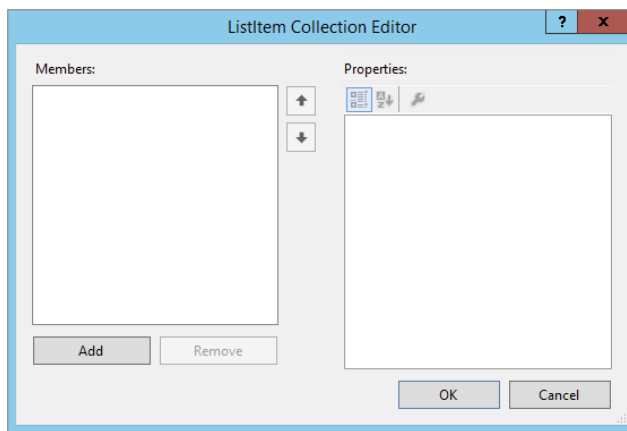 ListItem Collection Editor
?
x
Members:
Properties:
Add
Remove
OK
Cancel